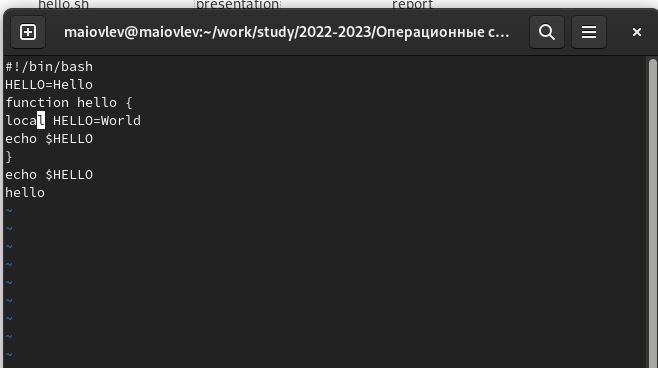 hello.sh presentation report
maiovlev@maiovlev:~/work/study/2022-2023/Операционные с...
#!/bin/bash
HELLO=Hello
function hello {
local HELLO=World
echo $HELLO
}
echo $HELLO
hello
~
~
~
~
~
~
~
~
~